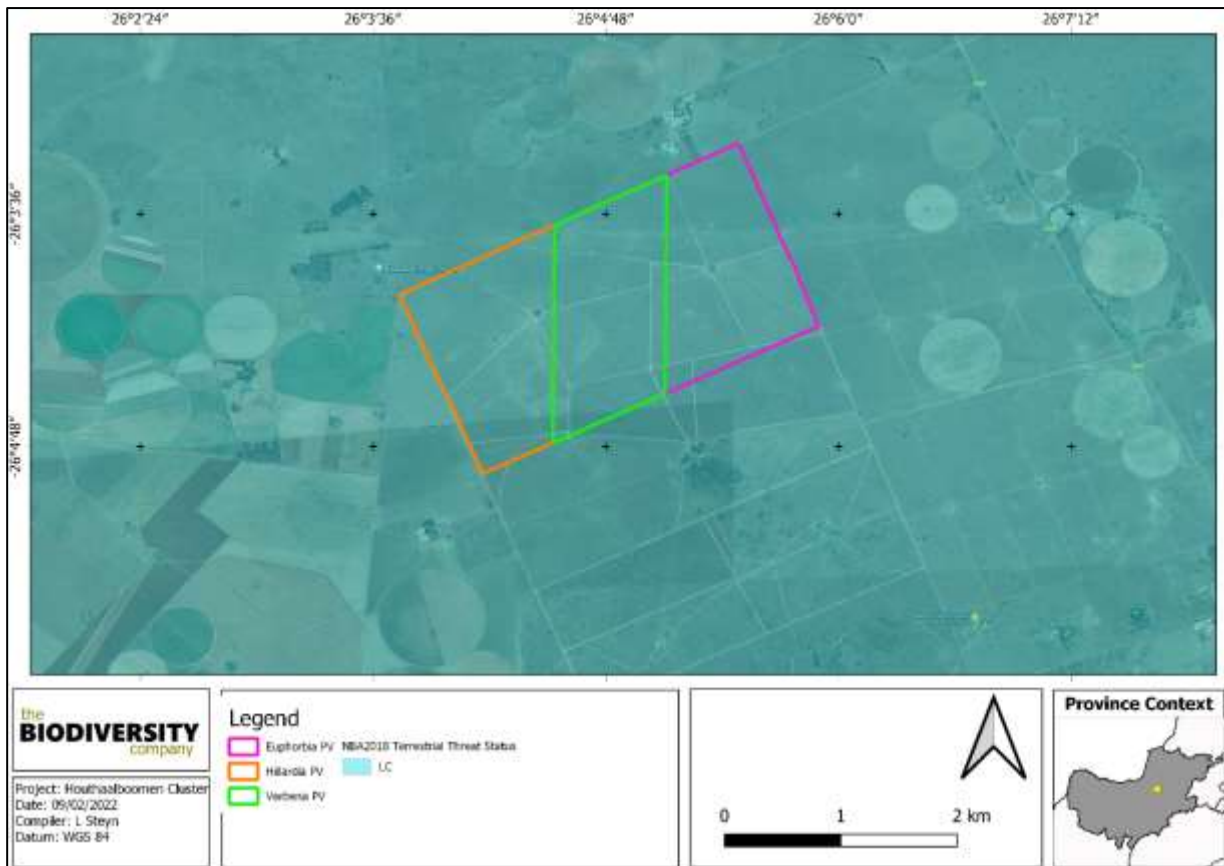 26°2'24" 26°3'36" 26°4'48" 26°6'0" 26°7'12"
-26°3'36"
-26°4'48"
the
BIODIVERSITY
company
Project: Houthaalboomen Cluster
Date: 09/02/2022
Compiler: L Steyn
Datum: WGS 84
Legend
Euphorbia PV NBA2018 Terrestrial Threat Status
Hillardia PV LC
Verbena PV
0 1 2 km
Province Context